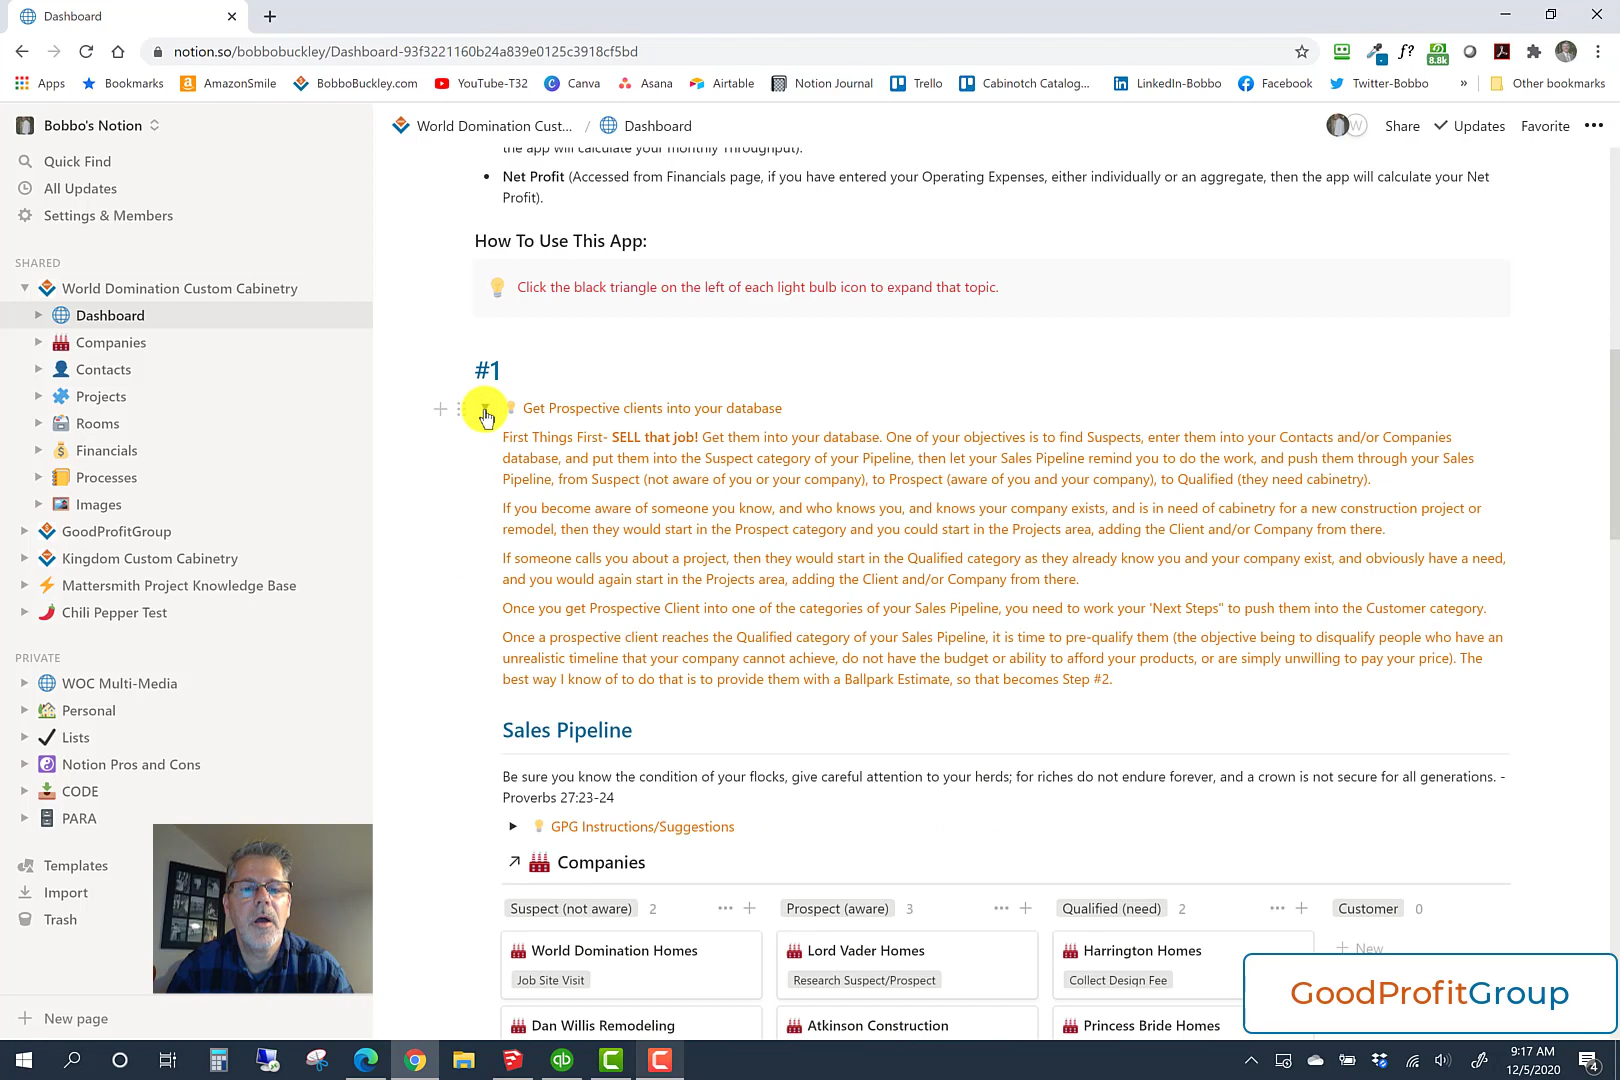 Dashboard
notion.so/bobbobuckley/Dashboard-93f3221160b24a839e0125c3918cf5bd
f?
8.8k
Apps
Bookmarks
AmazonSmile
BobboBuckley.com
YouTube-T32
Canva
Asana
Airtable
Notion Journal
Trello
Cabinotch Catalog...
LinkedIn-Bobbo
Facebook
Twitter-Bobbo
»
Other bookmarks
Bobbo's Notion
Quick Find
All Updates
Settings & Members
SHARED
World Domination Custom Cabinetry
Dashboard
Companies
Contacts
Projects
Rooms
Financials
Processes
Images
GoodProfitGroup
Kingdom Custom Cabinetry
Mattersmith Project Knowledge Base
Chili Pepper Test
PRIVATE
WOC Multi-Media
Personal
Lists
Notion Pros and Cons
CODE
PARA
Templates
Import
Trash
New page
World Domination Cust... / Dashboard
W
Share
Updates
Favorite
the app will calculate your monthly Throughput).
• Net Profit (Accessed from Financials page, if you have entered your Operating Expenses, either individually or an aggregate, then the app will calculate your Net
Profit).
How To Use This App:
Click the black triangle on the left of each light bulb icon to expand that topic.
#1
Get Prospective clients into your database
First Things First- SELL that job! Get them into your database. One of your objectives is to find Suspects, enter them into your Contacts and/or Companies
database, and put them into the Suspect category of your Pipeline, then let your Sales Pipeline remind you to do the work, and push them through your Sales
Pipeline, from Suspect (not aware of you or your company), to Prospect (aware of you and your company), to Qualified (they need cabinetry).
If you become aware of someone you know, and who knows you, and knows your company exists, and is in need of cabinetry for a new construction project or
remodel, then they would start in the Prospect category and you could start in the Projects area, adding the Client and/or Company from there.
If someone calls you about a project, then they would start in the Qualified category as they already know you and your company exist, and obviously have a need,
and you would again start in the Projects area, adding the Client and/or Company from there.
Once you get Prospective Client into one of the categories of your Sales Pipeline, you need to work your 'Next Steps" to push them into the Customer category.
Once a prospective client reaches the Qualified category of your Sales Pipeline, it is time to pre-qualify them (the objective being to disqualify people who have an
unrealistic timeline that your company cannot achieve, do not have the budget or ability to afford your products, or are simply unwilling to pay your price). The
best way I know of to do that is to provide them with a Ballpark Estimate, so that becomes Step #2.
Sales Pipeline
Be sure you know the condition of your flocks, give careful attention to your herds; for riches do not endure forever, and a crown is not secure for all generations. -
Proverbs 27:23-24
GPG Instructions/Suggestions
Companies
Suspect (not aware) 2
Prospect (aware) 3
Qualified (need) 2
Customer 0
World Domination Homes
Job Site Visit
Lord Vader Homes
Research Suspect/Prospect
Harrington Homes
Collect Design Fee
New
Dan Willis Remodeling
Atkinson Construction
Princess Bride Homes
GoodProfitGroup
9:17 AM
12/5/2020
4